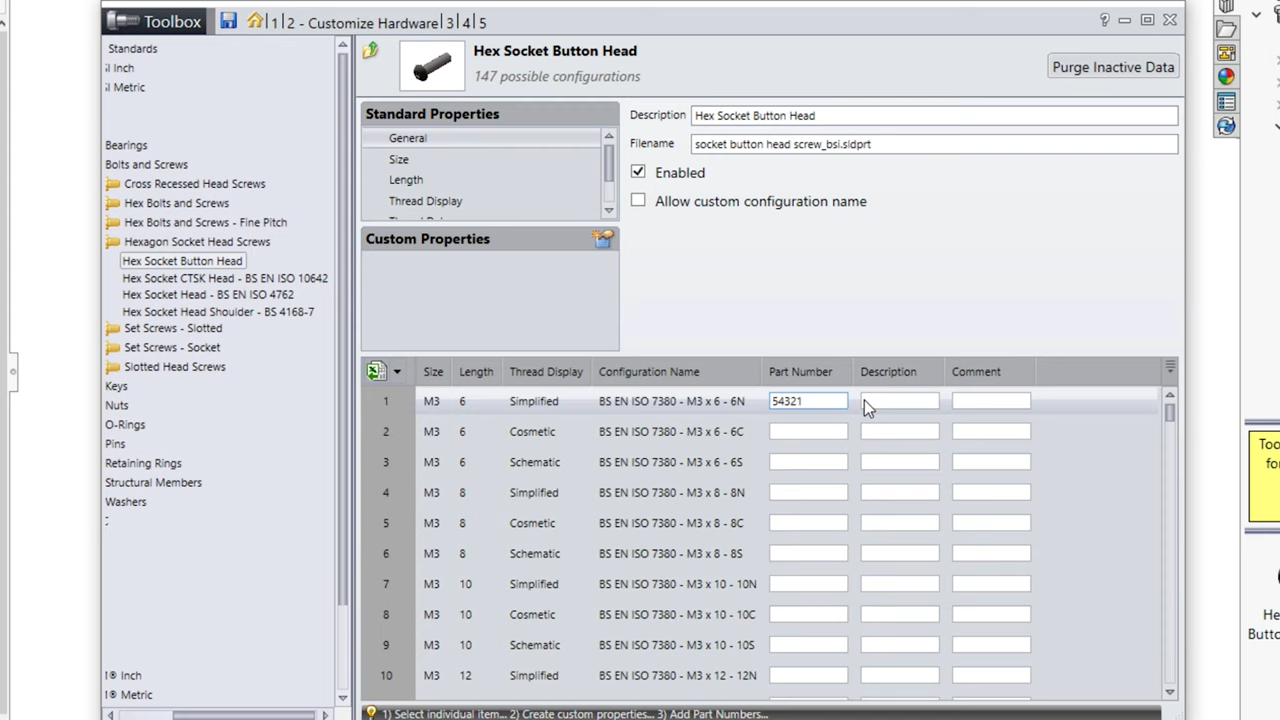 Toolbox
1 2 - Customize Hardware 3 4 5
Standards
Inch
Metric
Bearings
Bolts and Screws
Cross Recessed Head Screws
Hex Bolts and Screws
Hex Bolts and Screws - Fine Pitch
Hexagon Socket Head Screws
Hex Socket Button Head
Hex Socket CTSK Head - BS EN ISO 10642
Hex Socket Head - BS EN ISO 4762
Hex Socket Head Shoulder - BS 4168-7
Set Screws - Slotted
Set Screws - Socket
Slotted Head Screws
Keys
Nuts
O-Rings
Pins
Retaining Rings
Structural Members
Washers
® Inch
® Metric
Hex Socket Button Head
147 possible configurations
Purge Inactive Data
Standard Properties
General
Size
Length
Thread Display
Custom Properties
Description Hex Socket Button Head
Filename socket button head screw_bsi.sldprt
Enabled
Allow custom configuration name
Size Length Thread Display Configuration Name Part Number Description Comment
1 M3 6 Simplified BS EN ISO 7380 - M3 x 6 - 6N 54321
2 M3 6 Cosmetic BS EN ISO 7380 - M3 x 6 - 6C
3 M3 6 Schematic BS EN ISO 7380 - M3 x 6 - 6S
4 M3 8 Simplified BS EN ISO 7380 - M3 x 8 - 8N
5 M3 8 Cosmetic BS EN ISO 7380 - M3 x 8 - 8C
6 M3 8 Schematic BS EN ISO 7380 - M3 x 8 - 8S
7 M3 10 Simplified BS EN ISO 7380 - M3 x 10 - 10N
8 M3 10 Cosmetic BS EN ISO 7380 - M3 x 10 - 10C
9 M3 10 Schematic BS EN ISO 7380 - M3 x 10 - 10S
10 M3 12 Simplified BS EN ISO 7380 - M3 x 12 - 12N
1) Select individual item... 2) Create custom properties... 3) Add Part Numbers...
Too
for
He
Butto